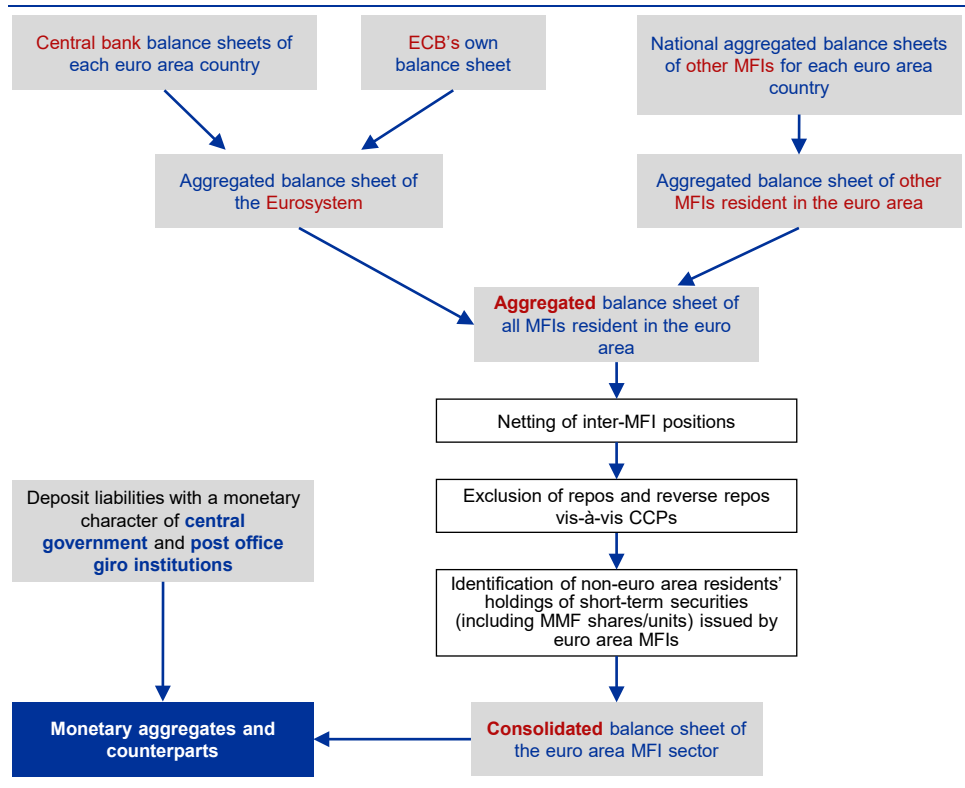 Central bank balance sheets of
each euro area country
ECB's own
balance sheet
National aggregated balance sheets
of other MFIs for each euro area
country
Aggregated balance sheet of
the Eurosystem
Aggregated balance sheet of other
MFIs resident in the euro area
Aggregated balance sheet of
all MFIs resident in the euro
area
Netting of inter-MFI positions
Exclusion of repos and reverse repos
vis-à-vis CCPs
Deposit liabilities with a monetary
character of central
government and post office
giro institutions
Identification of non-euro area residents'
holdings of short-term securities
(including MMF shares/units) issued by
euro area MFIs
Monetary aggregates and
counterparts
Consolidated balance sheet of
the euro area MFI sector